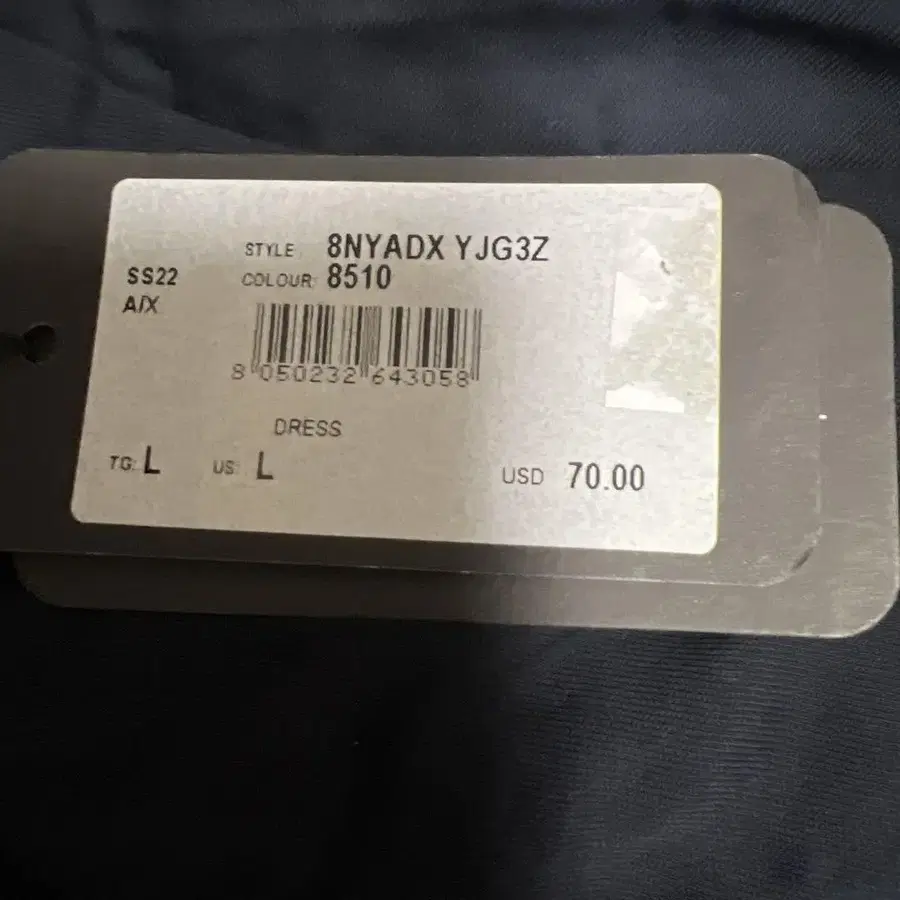 STYLE 8NYADX YJG3Z
SS22 COLOUR: 8510
A/X
8 050232 643058
DRESS
TG: L US: L USD 70.00